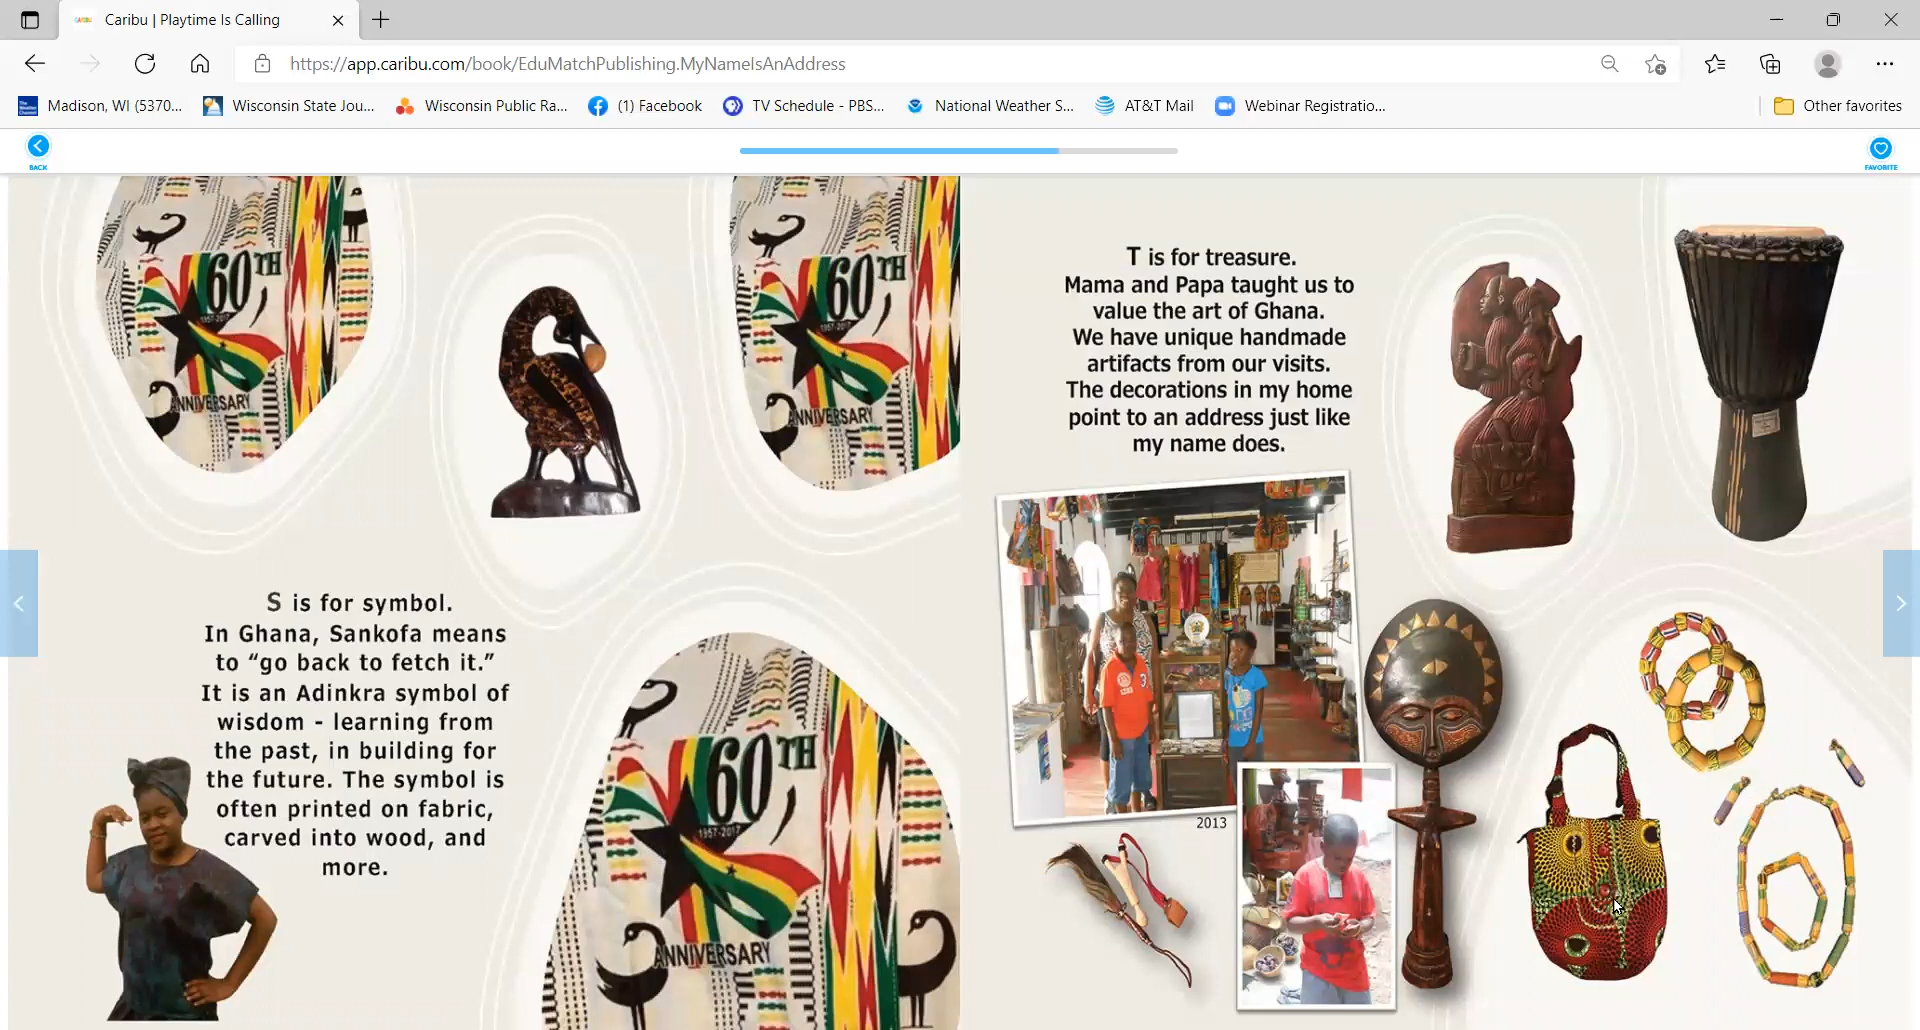 Caribu | Playtime Is Calling
https://app.caribu.com/book/EduMatchPublishing.MyNameIsAnAddress
Madison, WI (5370...
Wisconsin State Jou...
Wisconsin Public Ra...
(1) Facebook
TV Schedule - PBS...
National Weather S...
AT&T Mail
Webinar Registratio...
Other favorites
BACK
FAVORITE
60TH
1957-2017
ANNIVERSARY
60TH
1957-2017
ANNIVERSARY
S is for symbol.
In Ghana, Sankofa means
to “go back to fetch it.”
It is an Adinkra symbol of
wisdom - learning from
the past, in building for
the future. The symbol is
often printed on fabric,
carved into wood, and
more.
60TH
1957-2017
ANNIVERSARY
T is for treasure.
Mama and Papa taught us to
value the art of Ghana.
We have unique handmade
artifacts from our visits.
The decorations in my home
point to an address just like
my name does.
2013